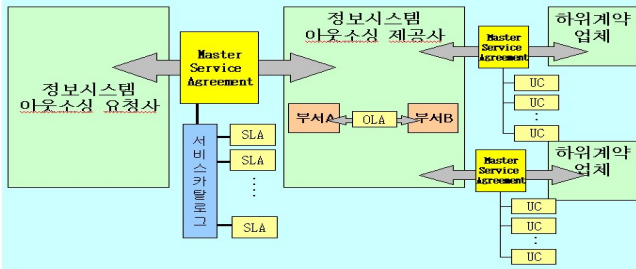 정보시스템
아웃소싱 요청사
Master
Service
Agreement
서비스카탈로그
SLA
SLA
⋮
SLA
정보시스템
아웃소싱 제공사
부서A
OLA
부서B
Master
Service
Agreement
하위계약
업체
UC
UC
:
UC
Master
Service
Agreement
하위계약
업체
UC
UC
:
UC